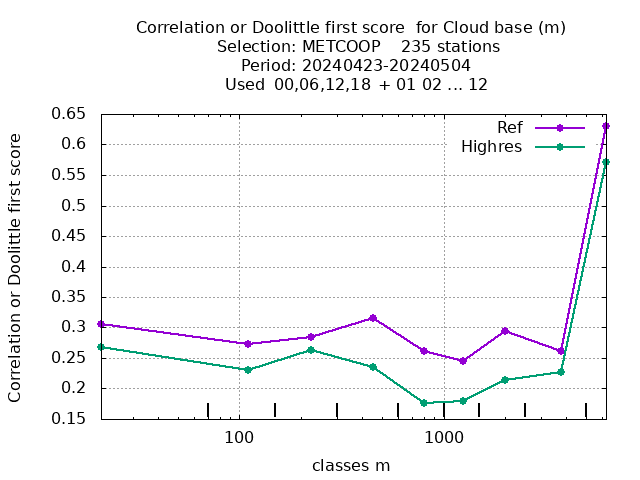 Correlation or Doolittle first score  for Cloud base (m)
Selection: METCOOP    235 stations
Period: 20240423-20240504
Used  00,06,12,18 + 01 02 ... 12
Correlation or Doolittle first score
0.65
0.6
0.55
0.5
0.45
0.4
0.35
0.3
0.25
0.2
0.15
Ref
Highres
100
1000
classes m